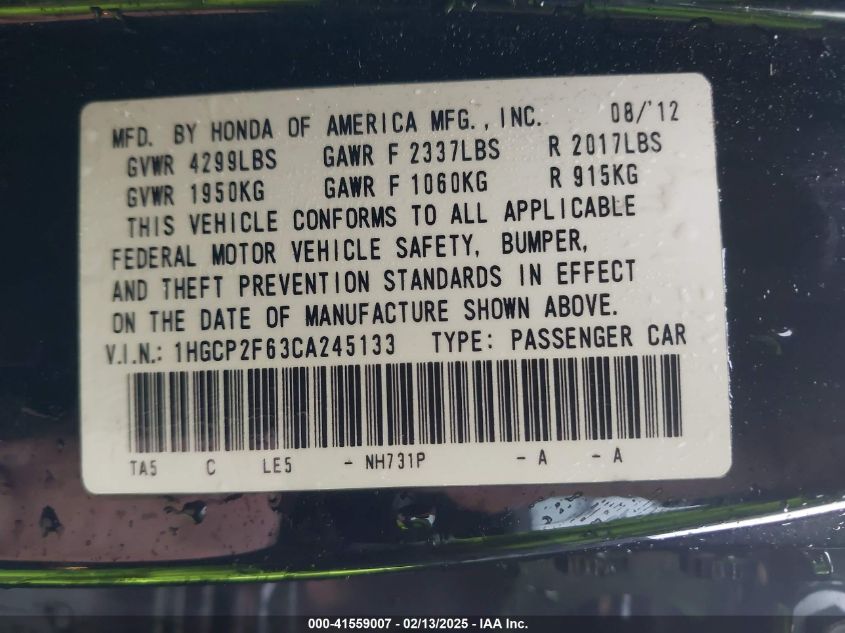 MFD. BY HONDA OF AMERICA MFG., INC. 08/'12
GVWR 4299LBS GAWR F 2337LBS R 2017LBS
GVWR 1950KG GAWR F 1060KG R 915KG
THIS VEHICLE CONFORMS TO ALL APPLICABLE
FEDERAL MOTOR VEHICLE SAFETY, BUMPER,
AND THEFT PREVENTION STANDARDS IN EFFECT
ON THE DATE OF MANUFACTURE SHOWN ABOVE.
V.I.N.: 1HGCP2F63CA245133 TYPE: PASSENGER CAR
TA5 C LE5 - NH731P - A - A
000-41559007 - 02/13/2025 - IAA Inc.